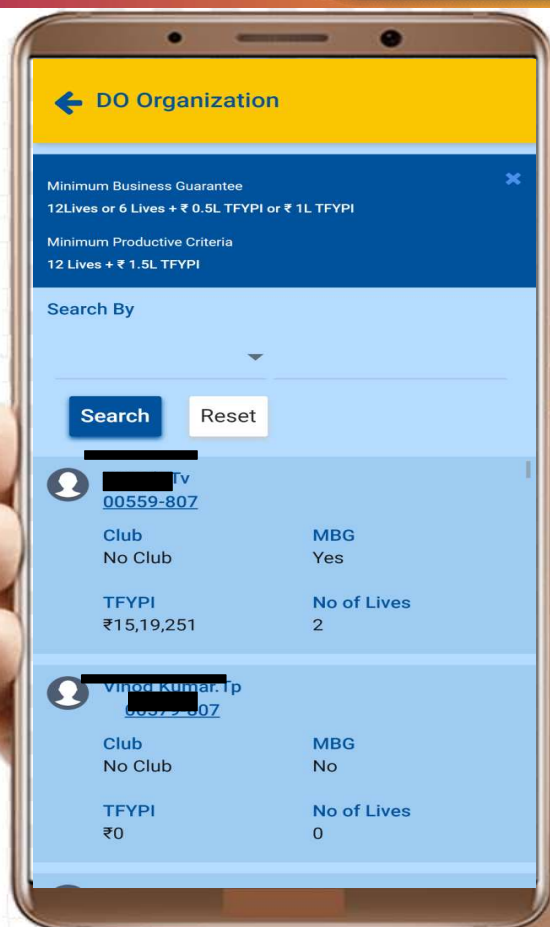 DO Organization
Minimum Business Guarantee
12Lives or 6 Lives + ₹ 0.5L TFYPI or ₹ 1L TFYPI
Minimum Productive Criteria
12 Lives + ₹ 1.5L TFYPI
Search By
Search Reset
Tv
00559-807
Club MBG
No Club Yes
TFYPI No of Lives
₹15,19,251 2
Kumar.Tp
Club MBG
No Club No
TFYPI No of Lives
₹0 0